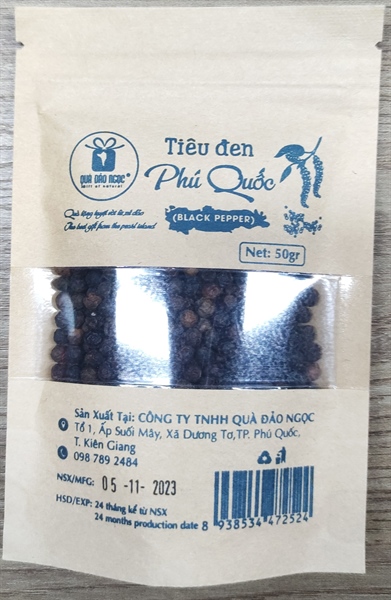 QUÀ ĐẢO NGỌC
Gift of natural
Tiêu đen
Phú Quốc
(BLACK PEPPER)
Quà tặng tuyệt vời từ xứ đảo
The best gift from the pearl island
Net: 50gr
Sản Xuất Tại: CÔNG TY TNHH QUÀ ĐẢO NGỌC
Tổ 1, Ấp Suối Mây, Xã Dương Tơ, TP. Phú Quốc,
T. Kiên Giang
098 789 2484
NSX/MFG: 05-11-2023
HSD/EXP: 24 tháng kể từ NSX
24 months production date
8 938534 472524